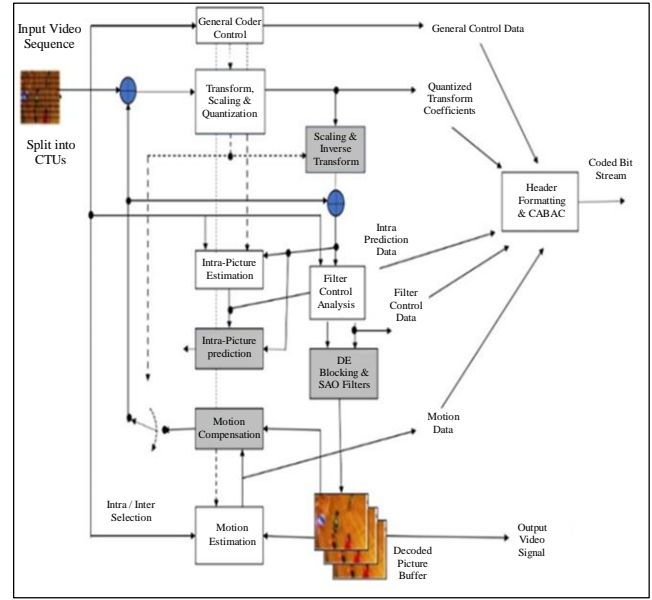 Input Video
Sequence
General Coder
Control
General Control Data
Transform,
Scaling &
Quantization
Quantized
Transform
Coefficients
Split into
CTUs
Scaling &
Inverse
Transform
Coded Bit
Stream
Header
Formatting
& CABAC
Intra
Prediction
Data
Intra-Picture
Estimation
Filter
Control
Analysis
Filter
Control
Data
Intra-Picture
prediction
DE
Blocking &
SAO Filters
Motion
Compensation
Motion
Data
Intra / Inter
Selection
Motion
Estimation
Decoded
Picture
Buffer
Output
Video
Signal